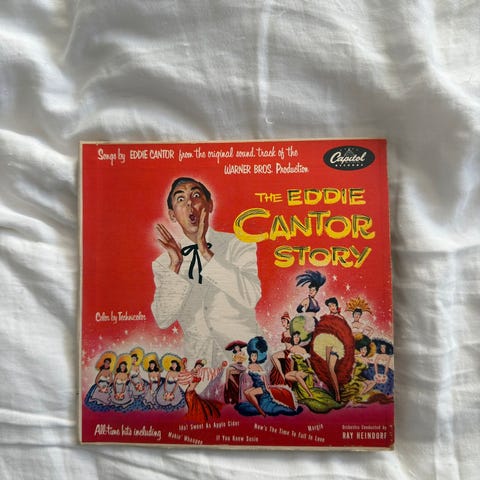 Songs by EDDIE CANTOR from the original sound track of the
WARNER BROS. Production
Capitol
RECORDS
THE EDDIE
CANTOR
STORY
Color by Technicolor
All-time hits including
Ida! Sweet As Apple Cider
Makin' Whoopee
If You Knew Susie
Now's The Time To Fall In Love
Margie
Orchestra Conducted by
RAY HEINDORF